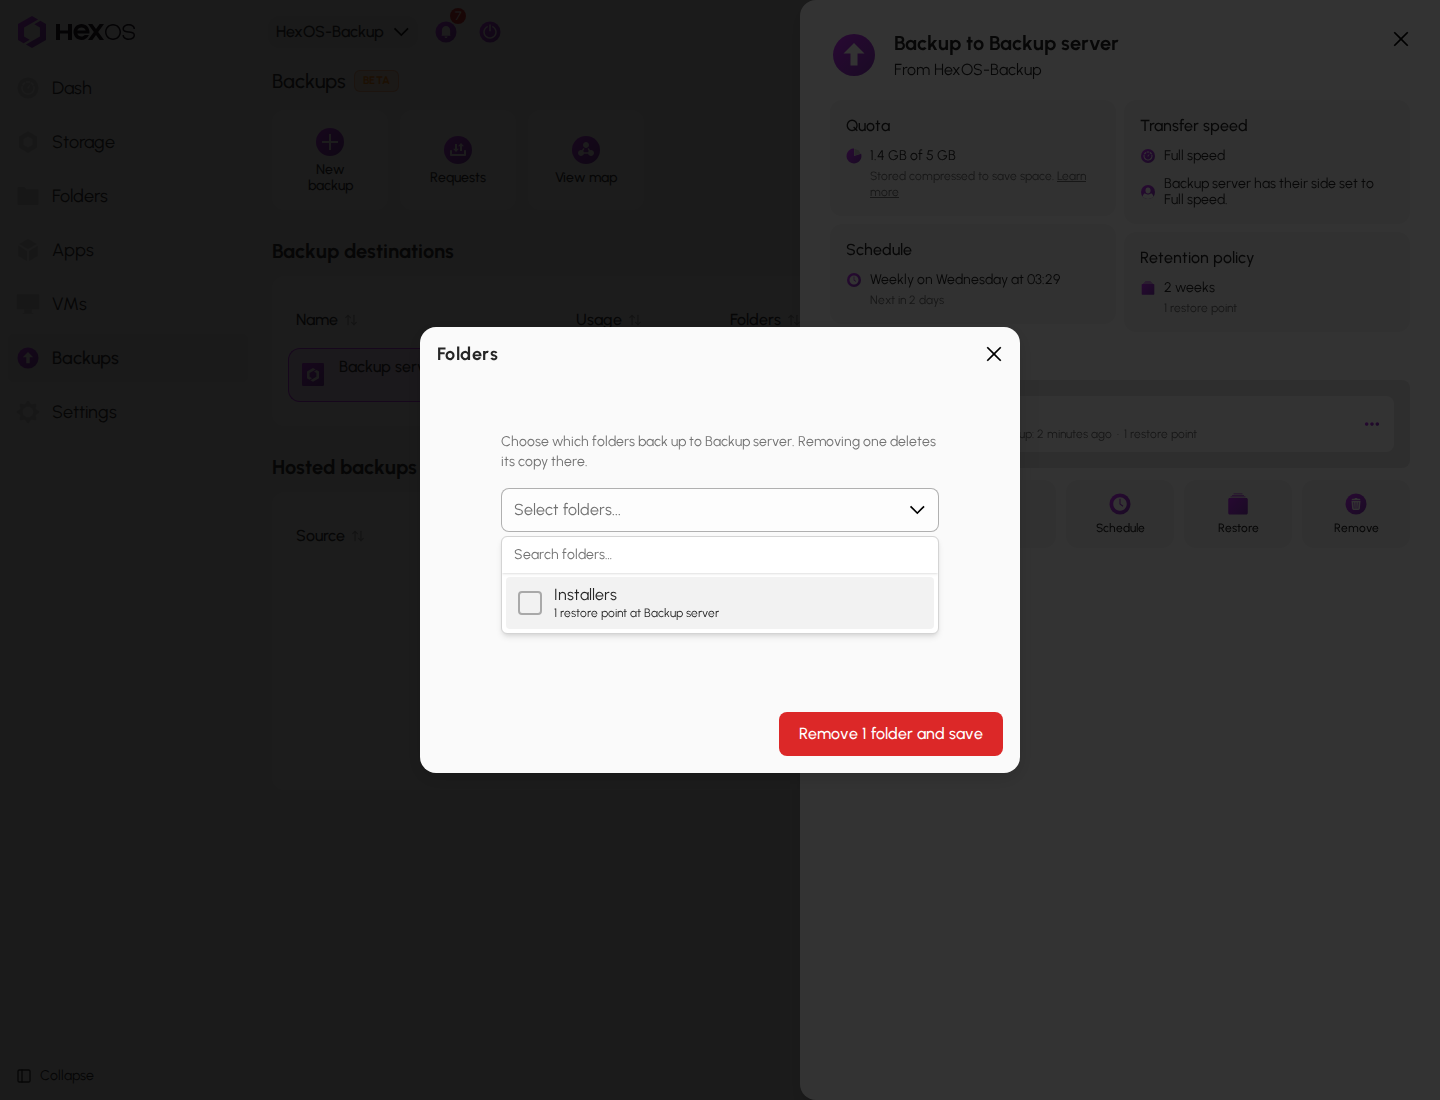 HexOS
HexOS-Backup
7
Dash
Storage
Folders
Apps
VMs
Backups
Settings
Collapse
Backups
BETA
New
backup
Requests
View map
Backup destinations
Name
Usage
Folders
Backup serv
Hosted backups
Source
Backup to Backup server
From HexOS-Backup
Quota
1.4 GB of 5 GB
Stored compressed to save space. Learn
more
Transfer speed
Full speed
Backup server has their side set to
Full speed.
Schedule
Weekly on Wednesday at 03:29
Next in 2 days
Retention policy
2 weeks
1 restore point
up: 2 minutes ago
1 restore point
Schedule
Restore
Remove
Folders
Choose which folders back up to Backup server. Removing one deletes
its copy there.
Select folders...
Search folders...
Installers
1 restore point at Backup server
Remove 1 folder and save